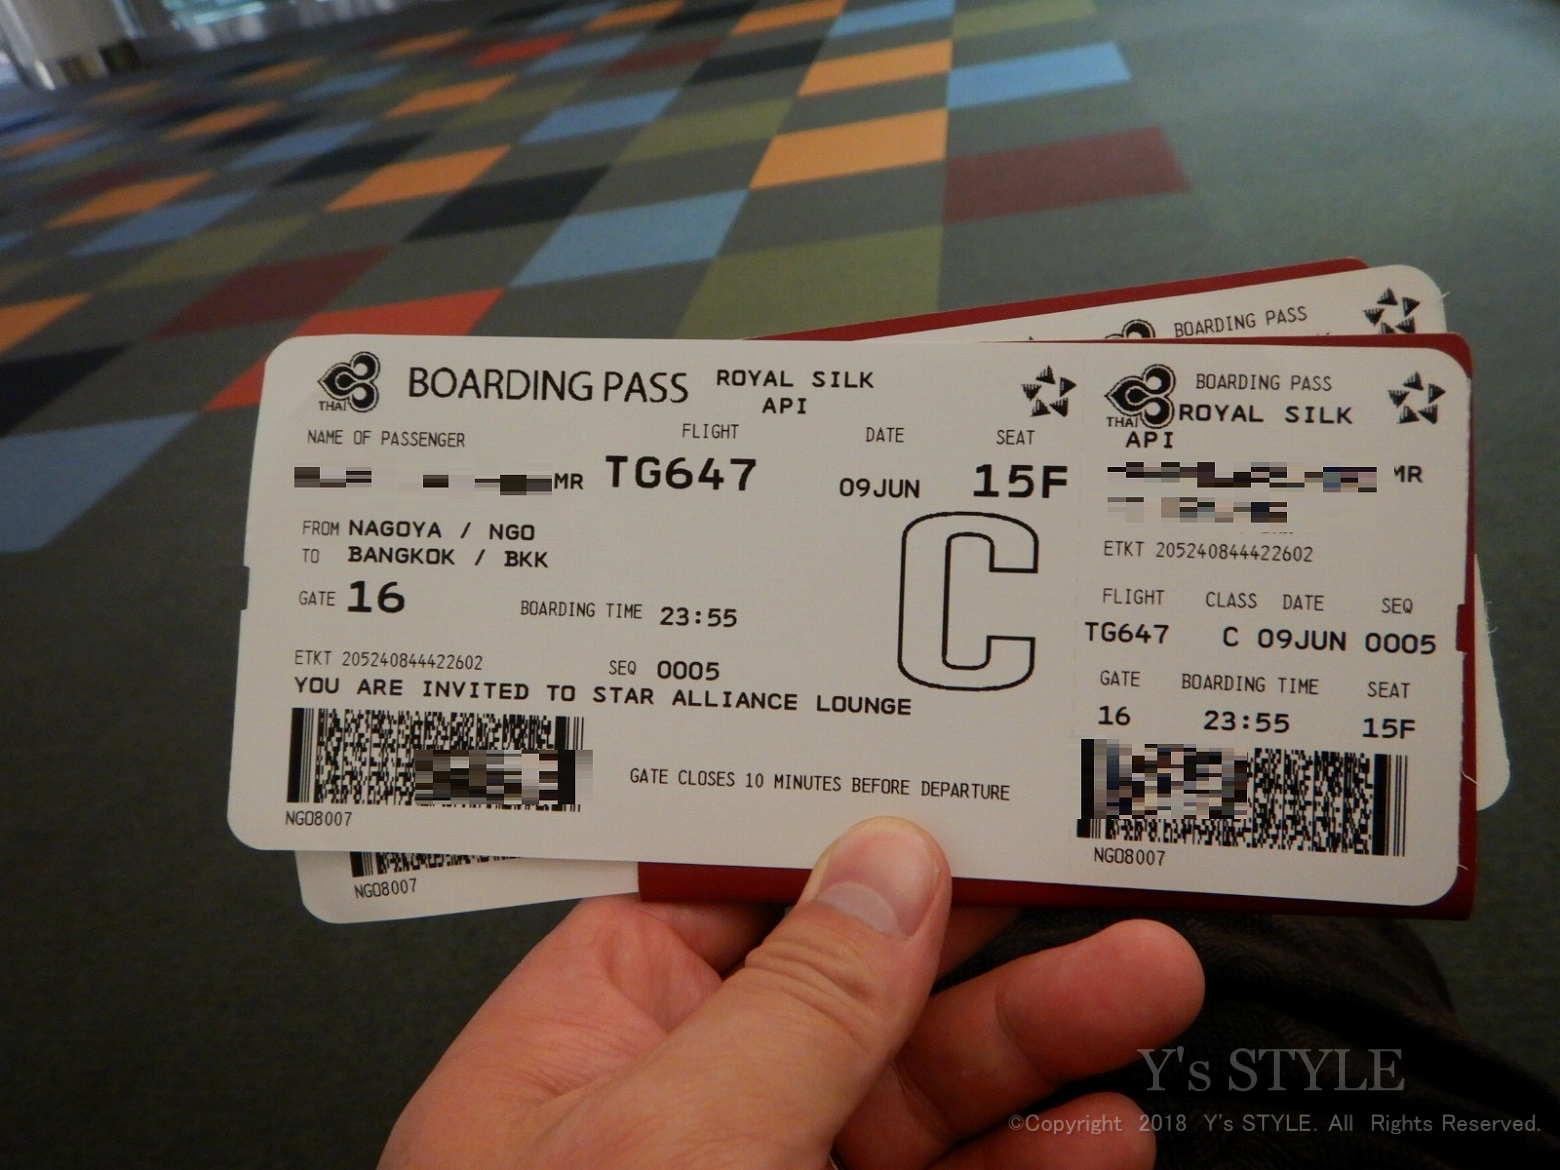 BOARDING PASS
THAI BOARDING PASS ROYAL SILK
API
NAME OF PASSENGER FLIGHT DATE SEAT
MR TG647 09JUN 15F
FROM NAGOYA / NGO
TO BANGKOK / BKK
C
GATE 16 BOARDING TIME 23:55
ETKT 205240844422602 SEQ 0005
YOU ARE INVITED TO STAR ALLIANCE LOUNGE
GATE CLOSES 10 MINUTES BEFORE DEPARTURE
NGO8007
NGO8007
BOARDING PASS
THAI ROYAL SILK
API
MR
ETKT 205240844422602
FLIGHT CLASS DATE SEQ
TG647 C 09JUN 0005
GATE BOARDING TIME SEAT
16 23:55 15F
NGO8007
Y's STYLE
©Copyright 2018 Y's STYLE. All Rights Reserved.